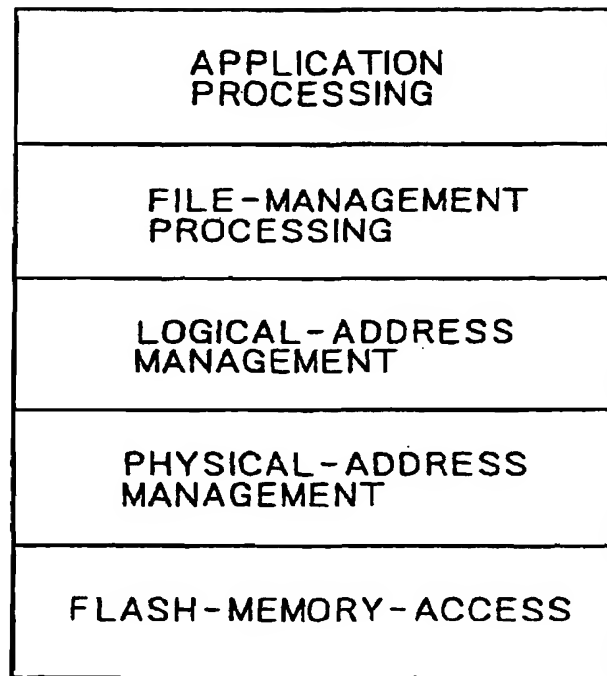 APPLICATION
PROCESSING
FILE-MANAGEMENT
PROCESSING
LOGICAL-ADDRESS
MANAGEMENT
PHYSICAL-ADDRESS
MANAGEMENT
FLASH-MEMORY-ACCESS